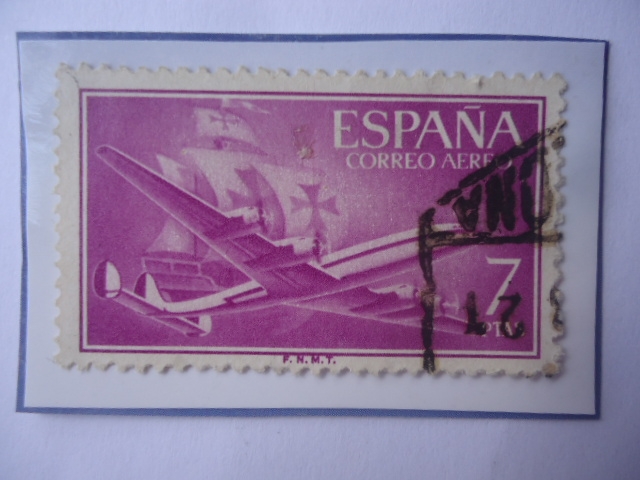 ESPAÑA
CORREO AEREO
7
PTAS
F.N.M.T.